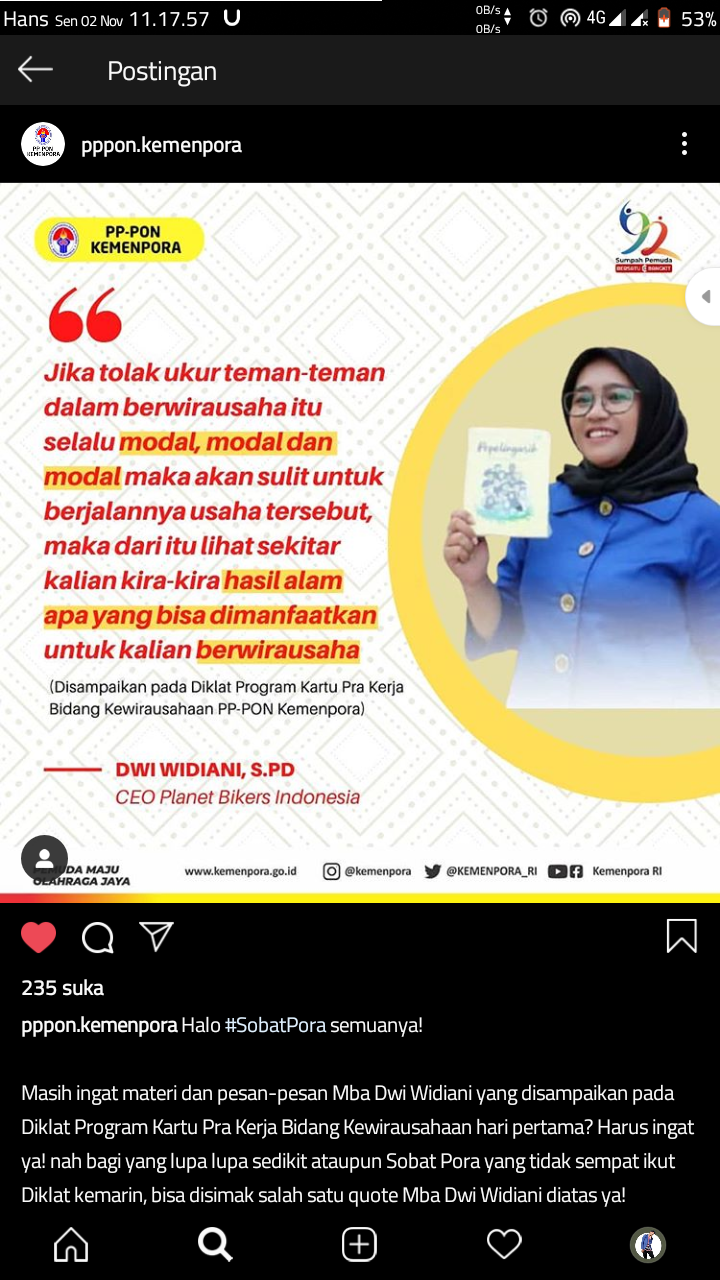 Hans Sen 02 Nov 11.17.57
0B/s
0B/s
4G
53%
Postingan
PP-PON
KEMENPORA
pppon.kemenpora
PP-PON
KEMENPORA
92
Sumpah Pemuda
BERSATU & BANGKIT
Jika tolak ukur teman-teman
dalam berwirausaha itu
selalu modal, modal dan
modal maka akan sulit untuk
berjalannya usaha tersebut,
maka dari itu lihat sekitar
kalian kira-kira hasil alam
apa yang bisa dimanfaatkan
untuk kalian berwirausaha
(Disampaikan pada Diklat Program Kartu Pra Kerja
Bidang Kewirausahaan PP-PON Kemenpora)
DWI WIDIANI, S.PD
CEO Planet Bikers Indonesia
DA MAJU
OLAHRAGA JAYA
www.kemenpora.go.id
@kemenpora
@KEMENPORA_RI
Kemenpora RI
235 suka
pppon.kemenpora Halo #SobatPora semuanya!
Masih ingat materi dan pesan-pesan Mba Dwi Widiani yang disampaikan pada
Diklat Program Kartu Pra Kerja Bidang Kewirausahaan hari pertama? Harus ingat
ya! nah bagi yang lupa lupa sedikit ataupun Sobat Pora yang tidak sempat ikut
Diklat kemarin, bisa disimak salah satu quote Mba Dwi Widiani diatas ya!